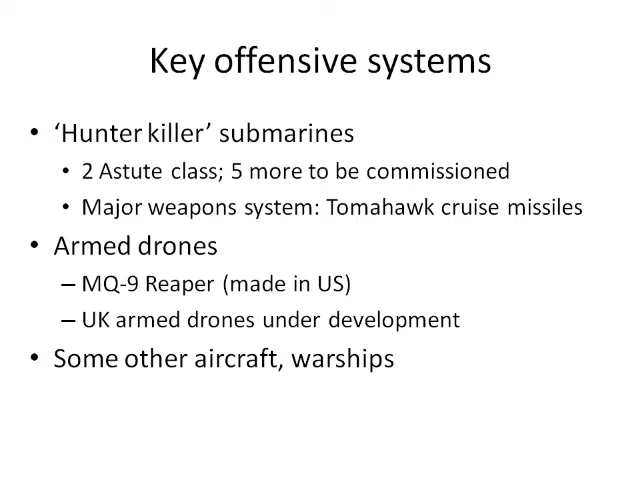 Key offensive systems
• ‘Hunter killer’ submarines
• 2 Astute class; 5 more to be commissioned
• Major weapons system: Tomahawk cruise missiles
• Armed drones
– MQ-9 Reaper (made in US)
– UK armed drones under development
• Some other aircraft, warships